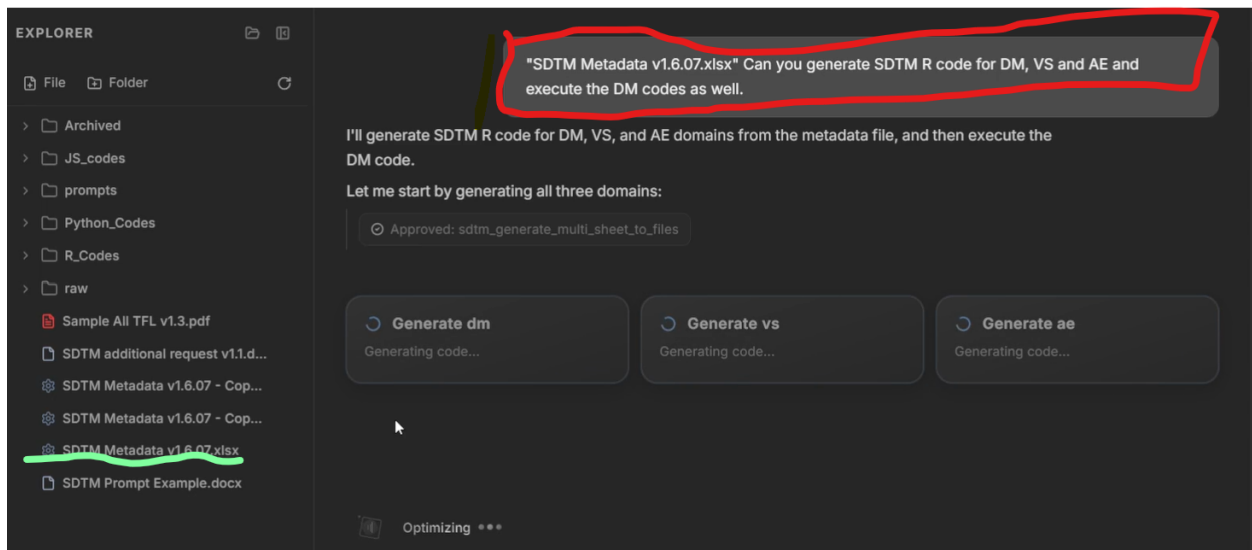 EXPLORER
File Folder
Archived
JS_codes
prompts
Python_Codes
R_Codes
raw
Sample All TFL v1.3.pdf
SDTM additional request v1.1.d...
SDTM Metadata v1.6.07 - Cop...
SDTM Metadata v1.6.07 - Cop...
SDTM Metadata v1.6.07.xlsx
SDTM Prompt Example.docx
"SDTM Metadata v1.6.07.xlsx" Can you generate SDTM R code for DM, VS and AE and
execute the DM codes as well.
I'll generate SDTM R code for DM, VS, and AE domains from the metadata file, and then execute the
DM code.
Let me start by generating all three domains:
Approved: sdtm_generate_multi_sheet_to_files
Generate dm
Generating code...
Generate vs
Generating code...
Generate ae
Generating code...
Optimizing